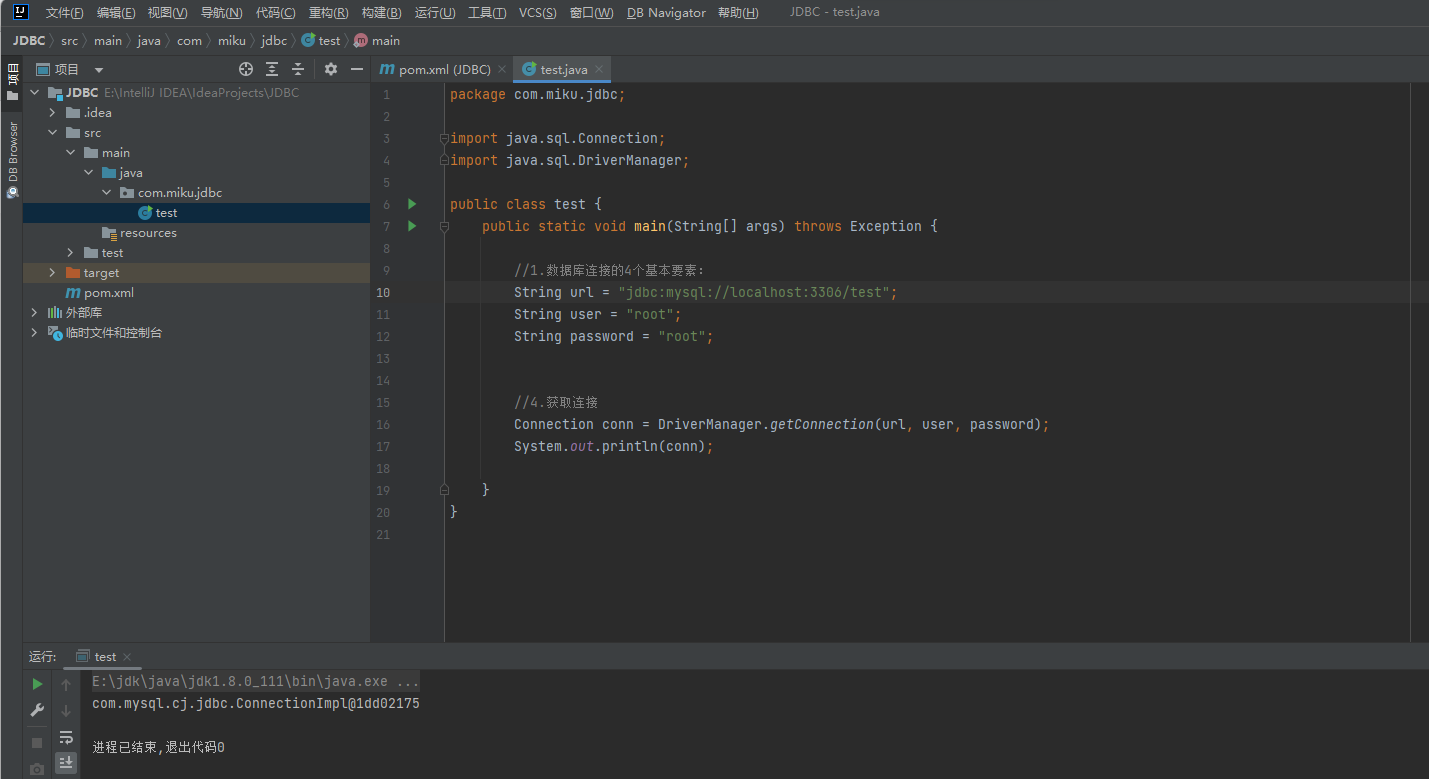 文件(F) 编辑(E) 视图(V) 导航(N) 代码(C) 重构(R) 构建(B) 运行(U) 工具(T) VCS(S) 窗口(W) DB Navigator 帮助(H) JDBC - test.java
JDBC src main java com miku jdbc test main
项目
DB Browser
项目
JDBC E:\IntelliJ IDEA\IdeaProjects\JDBC
.idea
src
main
java
com.miku.jdbc
test
resources
test
target
pom.xml
外部库
临时文件和控制台
pom.xml (JDBC) test.java
1 package com.miku.jdbc;
2
3 import java.sql.Connection;
4 import java.sql.DriverManager;
5
6 public class test {
7 public static void main(String[] args) throws Exception {
8
9 //1.数据库连接的4个基本要素:
10 String url = "jdbc:mysql://localhost:3306/test";
11 String user = "root";
12 String password = "root";
13
14
15 //4.获取连接
16 Connection conn = DriverManager.getConnection(url, user, password);
17 System.out.println(conn);
18
19 }
20 }
21
运行: test
E:\jdk\java\jdk1.8.0_111\bin\java.exe ...
com.mysql.cj.jdbc.ConnectionImpl@1dd02175
进程已结束,退出代码0